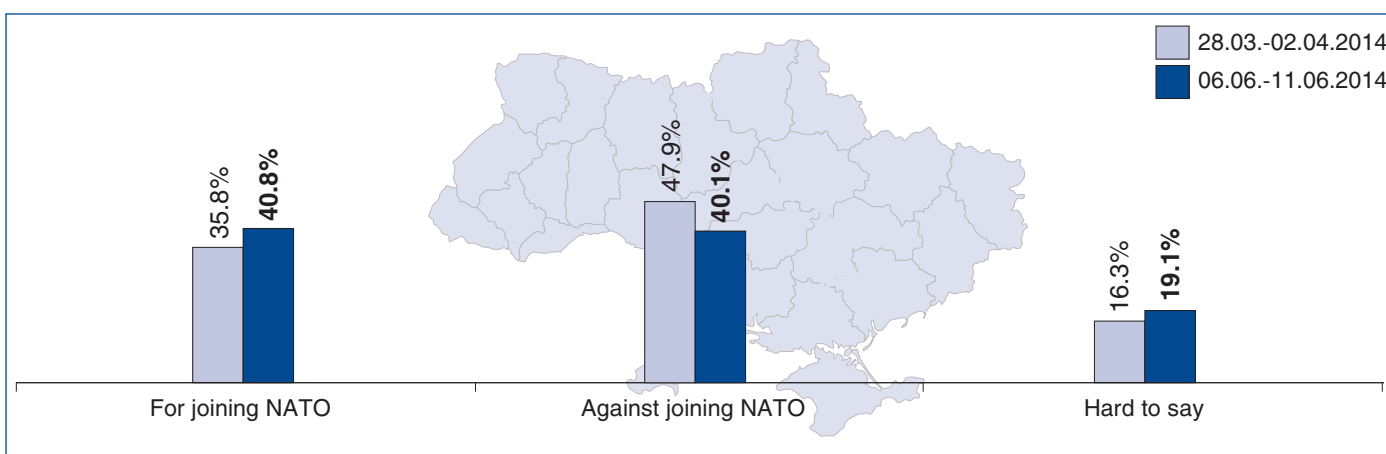 28.03.-02.04.2014
06.06.-11.06.2014
35.8%
40.8%
47.9%
40.1%
16.3%
19.1%
For joining NATO
Against joining NATO
Hard to say